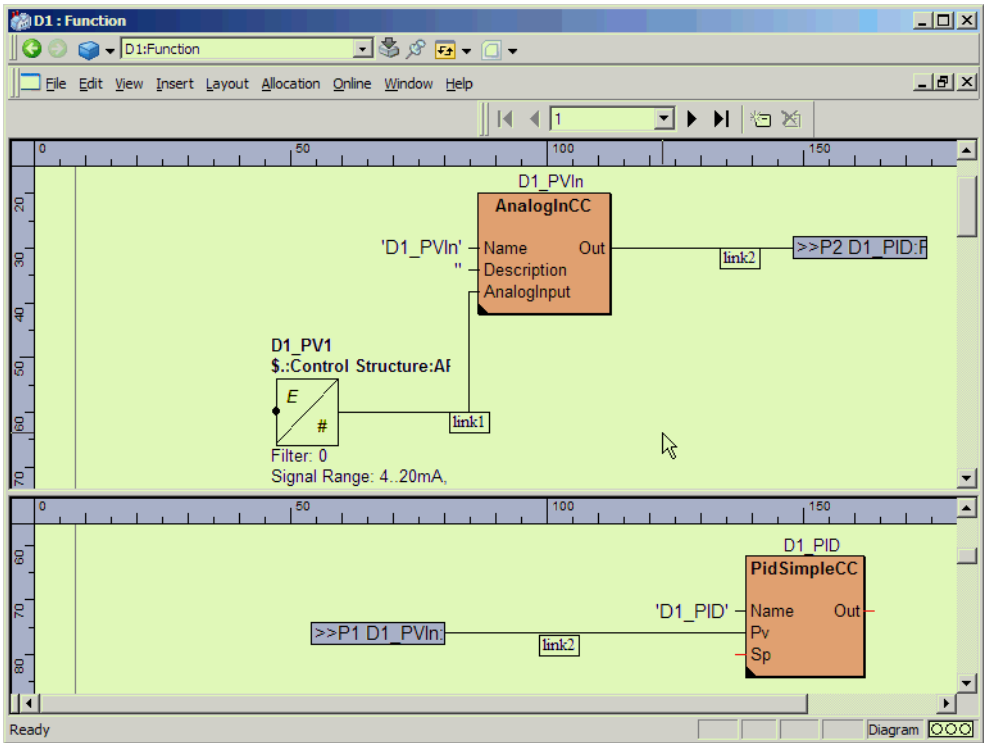 D1 : Function
D1:Function
File Edit View Insert Layout Allocation Online Window Help
1
0 50 100 150
20
30
40
50
60
70
D1_PVIn
AnalogInCC
'D1_PVIn' Name Out
'' Description
AnalogInput
link2
>>P2 D1_PID:P
D1_PV1
$.:Control Structure:AF
E
#
link1
Filter: 0
Signal Range: 4..20mA,
0 50 100 150
60
70
80
D1_PID
PidSimpleCC
'D1_PID' Name Out
>>P1 D1_PVIn:
link2
Pv
Sp
Ready
Diagram